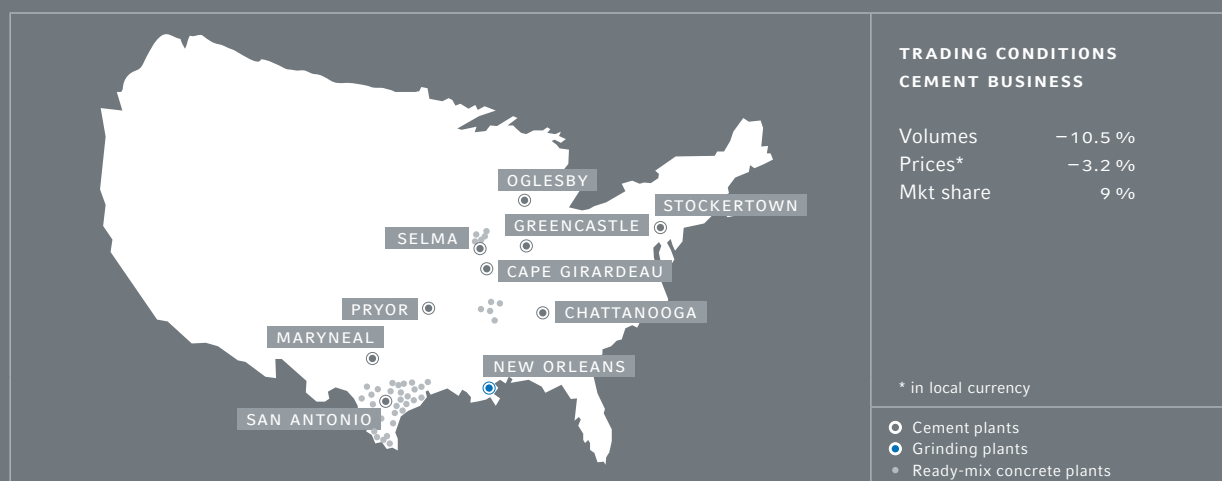 OGLESBY
STOCKERTOWN
GREENCASTLE
SELMA
CAPE GIRARDEAU
PRYOR
CHATTANOOGA
MARYNEAL
NEW ORLEANS
SAN ANTONIO
TRADING CONDITIONS
CEMENT BUSINESS
Volumes −10.5 %
Prices* −3.2 %
Mkt share 9 %
* in local currency
Cement plants
Grinding plants
Ready-mix concrete plants